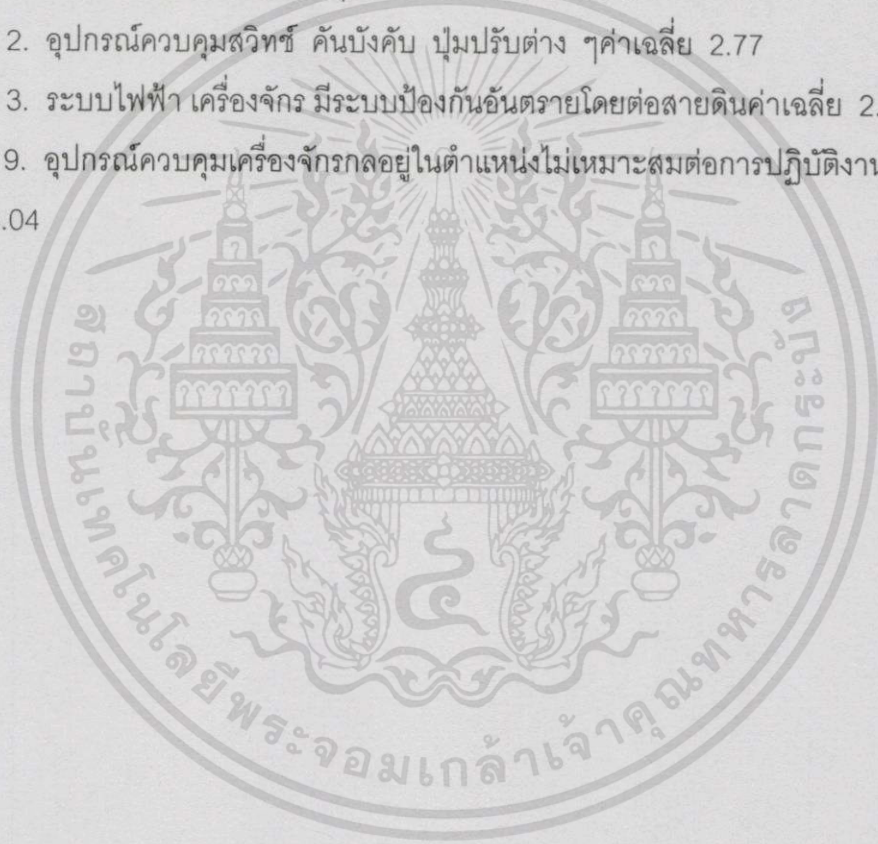 2. อุปกรณ์ควบคุมสวิทช์ คันบังคับ ปุ่มปรับต่าง ๆค่าเฉลี่ย 2.77
3. ระบบไฟฟ้า เครื่องจักร มีระบบป้องกันอันตรายโดยต่อสายดินค่าเฉลี่ย 2.
9. อุปกรณ์ควบคุมเครื่องจักรกลอยู่ในตำแหน่งไม่เหมาะสมต่อการปฏิบัติงาน
.04
สถาบันเทคโนโลยีพระจอมเกล้าเจ้าคุณทหารลาดกระบัง